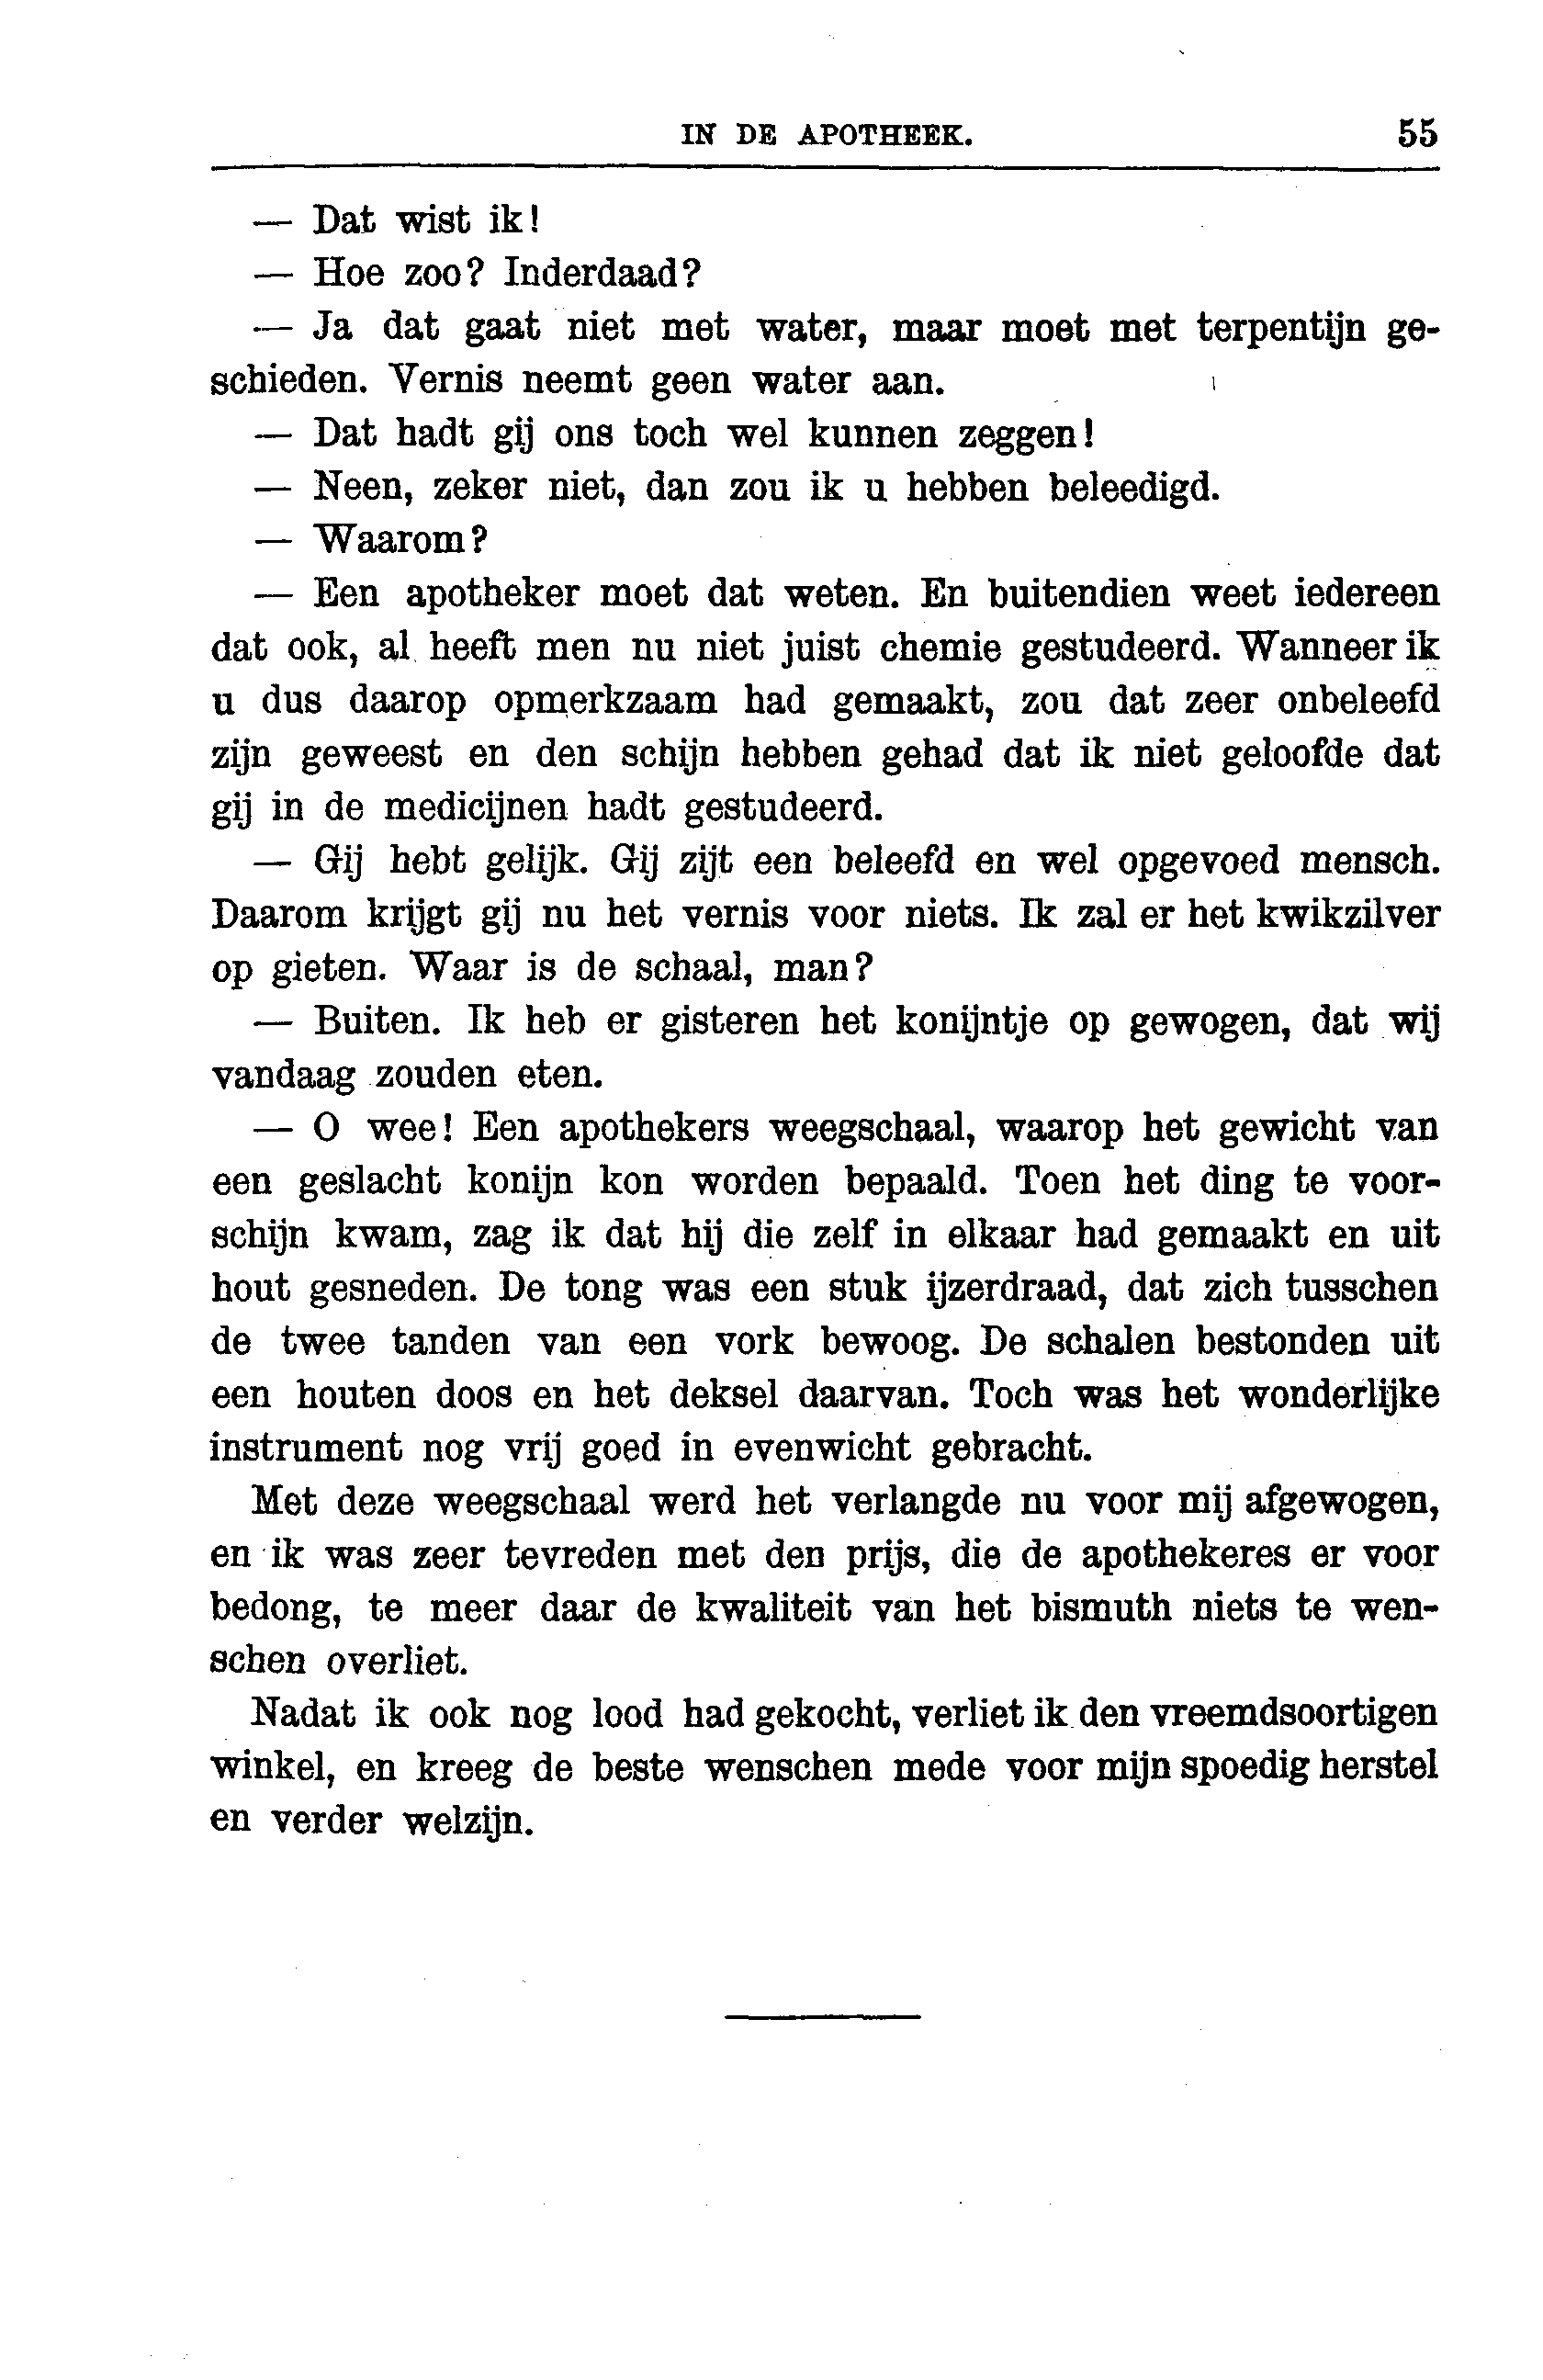 IN DE APOTHEEK. 55
— Dat wist ik!
— Hoe zoo? Inderdaad?
— Ja dat gaat niet met water, maar moet met terpentijn ge-
schieden. Vernis neemt geen water aan.
— Dat hadt gij ons toch wel kunnen zeggen!
— Neen, zeker niet, dan zou ik u hebben beleedigd.
— Waarom?
— Een apotheker moet dat weten. En buitendien weet iedereen
dat ook, al heeft men nu niet juist chemie gestudeerd. Wanneer ik
u dus daarop opmerkzaam had gemaakt, zou dat zeer onbeleefd
zijn geweest en den schijn hebben gehad dat ik niet geloofde dat
gij in de medicijnen hadt gestudeerd.
— Gij hebt gelijk. Gij zijt een beleefd en wel opgevoed mensch.
Daarom krijgt gij nu het vernis voor niets. Ik zal er het kwikzilver
op gieten. Waar is de schaal, man?
— Buiten. Ik heb er gisteren het konijntje op gewogen, dat wij
vandaag zouden eten.
— O wee! Een apothekers weegschaal, waarop het gewicht van
een geslacht konijn kon worden bepaald. Toen het ding te voor-
schijn kwam, zag ik dat hij die zelf in elkaar had gemaakt en uit
hout gesneden. De tong was een stuk ijzerdraad, dat zich tusschen
de twee tanden van een vork bewoog. De schalen bestonden uit
een houten doos en het deksel daarvan. Toch was het wonderlijke
instrument nog vrij goed in evenwicht gebracht.
Met deze weegschaal werd het verlangde nu voor mij afgewogen,
en ik was zeer tevreden met den prijs, die de apothekeres er voor
bedong, te meer daar de kwaliteit van het bismuth niets te wen-
schen overliet.
Nadat ik ook nog lood had gekocht, verliet ik den vreemdsoortigen
winkel, en kreeg de beste wenschen mede voor mijn spoedig herstel
en verder welzijn.